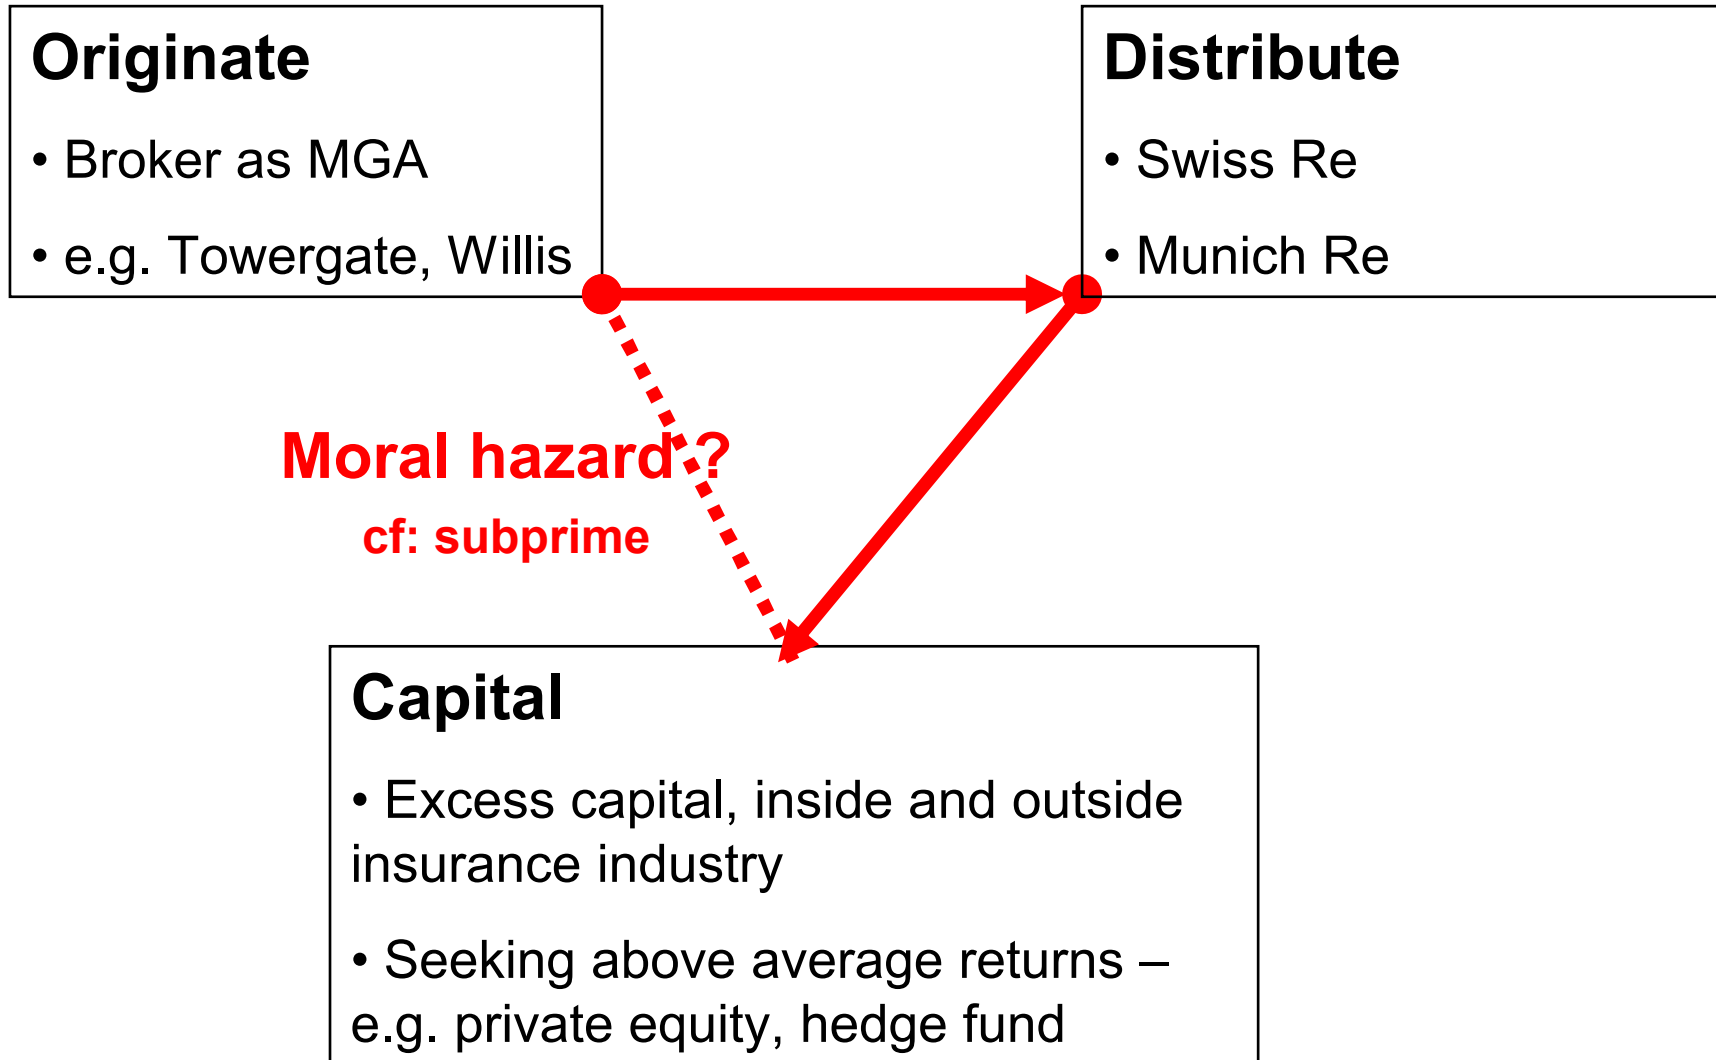 Originate
• Broker as MGA
• e.g. Towergate, Willis
Distribute
• Swiss Re
• Munich Re
Moral hazard ?
cf: subprime
Capital
• Excess capital, inside and outside
insurance industry
• Seeking above average returns –
e.g. private equity, hedge fund